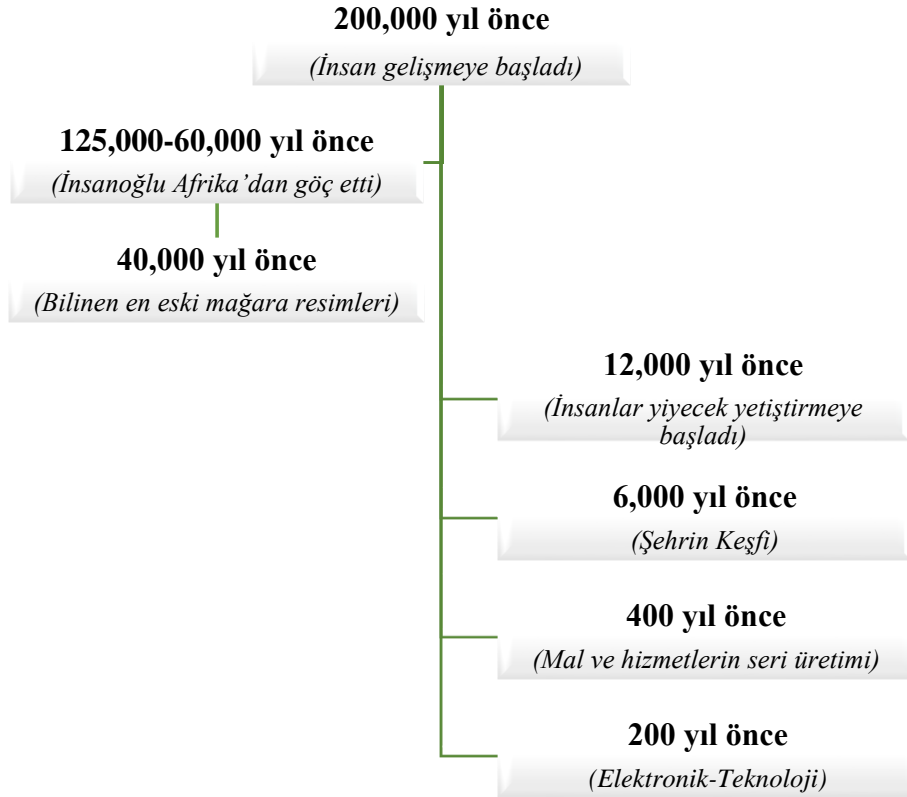 200,000 yıl önce
(İnsan gelişmeye başladı)
125,000-60,000 yıl önce
(İnsanoğlu Afrika’dan göç etti)
40,000 yıl önce
(Bilinen en eski mağara resimleri)
12,000 yıl önce
(İnsanlar yiyecek yetiştirmeye
başladı)
6,000 yıl önce
(Şehrin Keşfi)
400 yıl önce
(Mal ve hizmetlerin seri üretimi)
200 yıl önce
(Elektronik-Teknoloji)